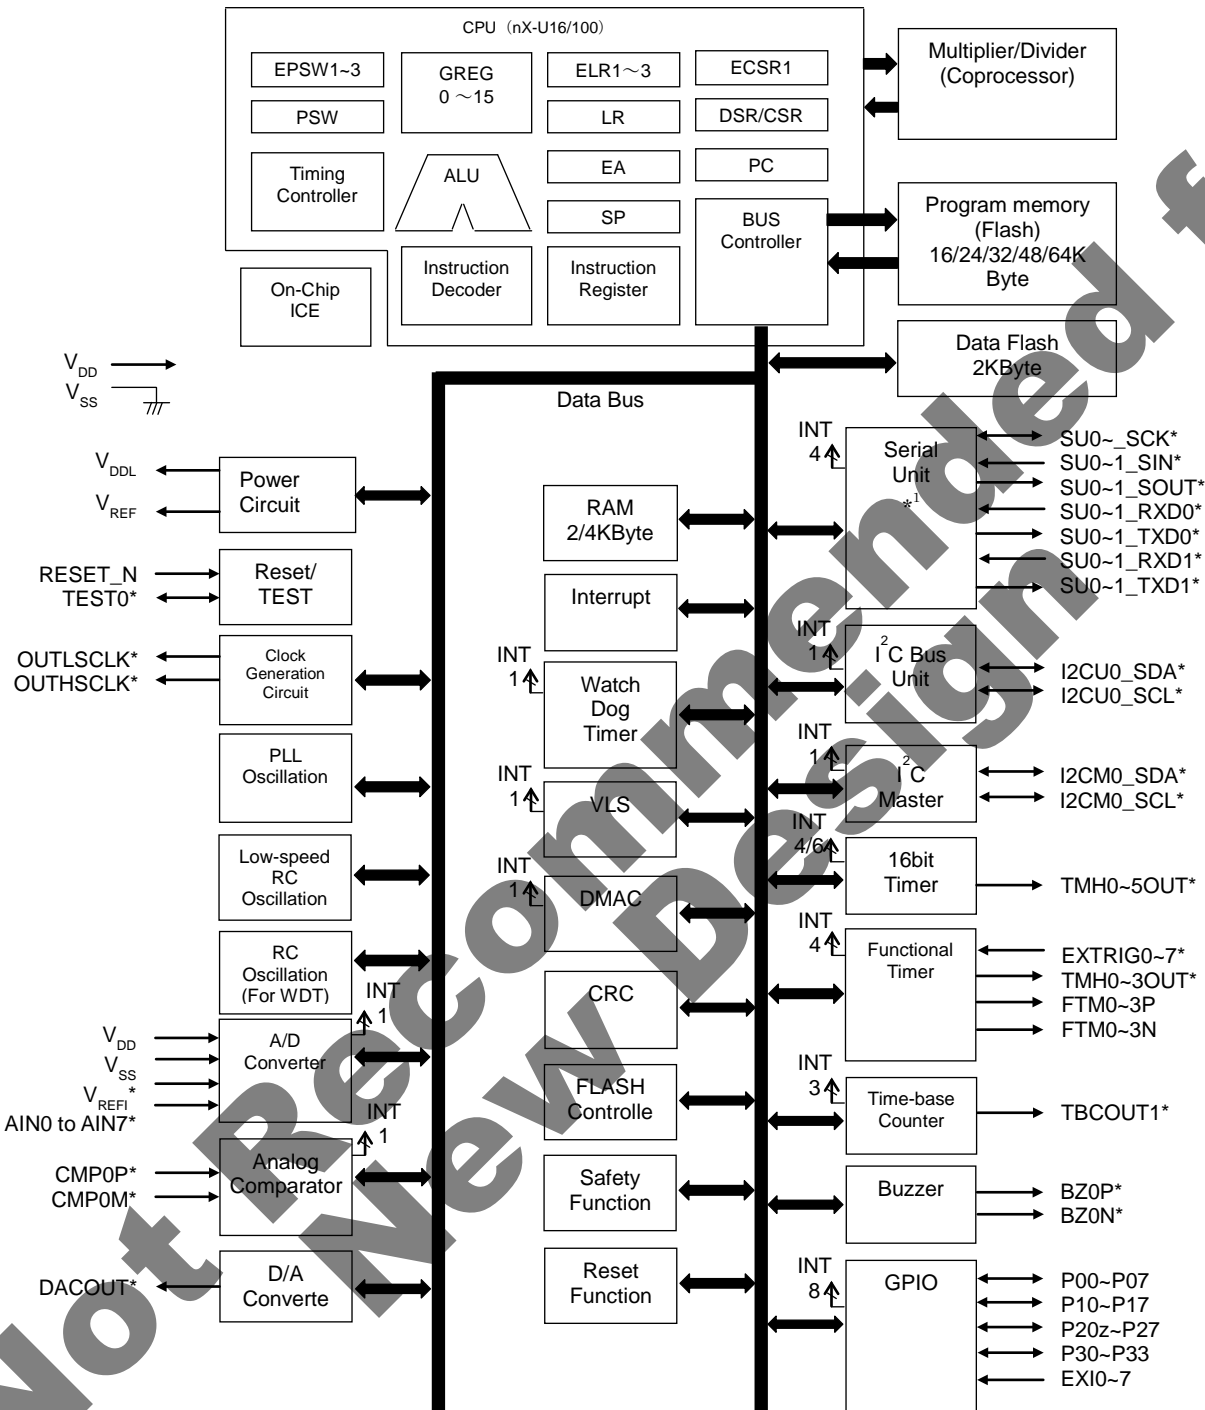 CPU (nX-U16/100)
EPSW1~3
GREG
0 ~15
ELR1~3
ECSR1
PSW
LR
DSR/CSR
Timing
Controller
ALU
EA
PC
SP
BUS
Controller
Instruction
Decoder
Instruction
Register
On-Chip
ICE
Multiplier/Divider
(Coprocessor)
Program memory
(Flash)
16/24/32/48/64K
Byte
Data Flash
2KByte
VDD
VSS
Data Bus
VDDL
VREF
Power
Circuit
RESET_N
TEST0*
Reset/
TEST
OUTLSCLK*
OUTHSCLK*
Clock
Generation
Circuit
PLL
Oscillation
Low-speed
RC
Oscillation
RC
Oscillation
(For WDT)
INT
1
VDD
VSS
VREFI*
AIN0 to AIN7*
A/D
Converter
INT
1
CMP0P*
CMP0M*
Analog
Comparator
DACOUT*
D/A
Converte
RAM
2/4KByte
Interrupt
INT
1
Watch
Dog
Timer
INT
1
VLS
INT
1
DMAC
CRC
FLASH
Controlle
Safety
Function
Reset
Function
INT
4
Serial
Unit
*1
SU0~_SCK*
SU0~1_SIN*
SU0~1_SOUT*
SU0~1_RXD0*
SU0~1_TXD0*
SU0~1_RXD1*
SU0~1_TXD1*
INT
1
I2C Bus
Unit
I2CU0_SDA*
I2CU0_SCL*
INT
1
I2C
Master
I2CM0_SDA*
I2CM0_SCL*
INT
4/6
16bit
Timer
TMH0~5OUT*
INT
4
Functional
Timer
EXTRIG0~7*
TMH0~3OUT*
FTM0~3P
FTM0~3N
INT
3
Time-base
Counter
TBCOUT1*
Buzzer
BZ0P*
BZ0N*
INT
8
GPIO
P00~P07
P10~P17
P20z~P27
P30~P33
EXI0~7
Not Recommended f
New Design